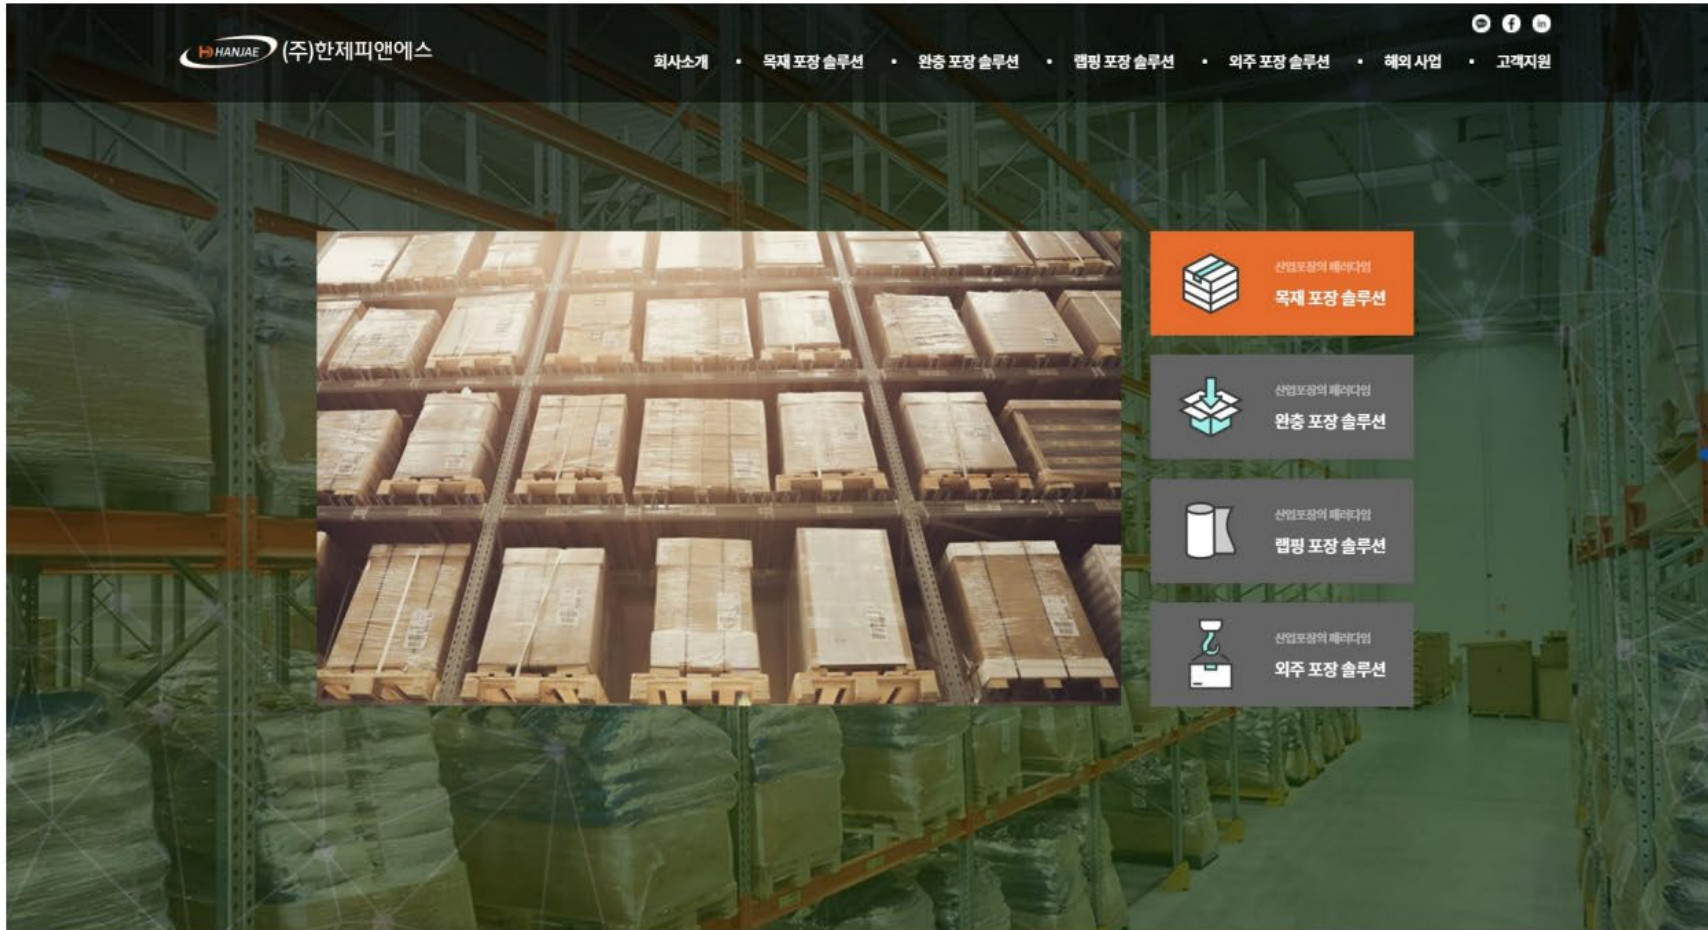 HANJAE (주)한제피앤에스
회사소개 • 목재 포장 솔루션 • 완충 포장 솔루션 • 랩핑 포장 솔루션 • 외주 포장 솔루션 • 해외 사업 • 고객지원
산업포장의 패러다임
목재 포장 솔루션
산업포장의 패러다임
완충 포장 솔루션
산업포장의 패러다임
랩핑 포장 솔루션
산업포장의 패러다임
외주 포장 솔루션